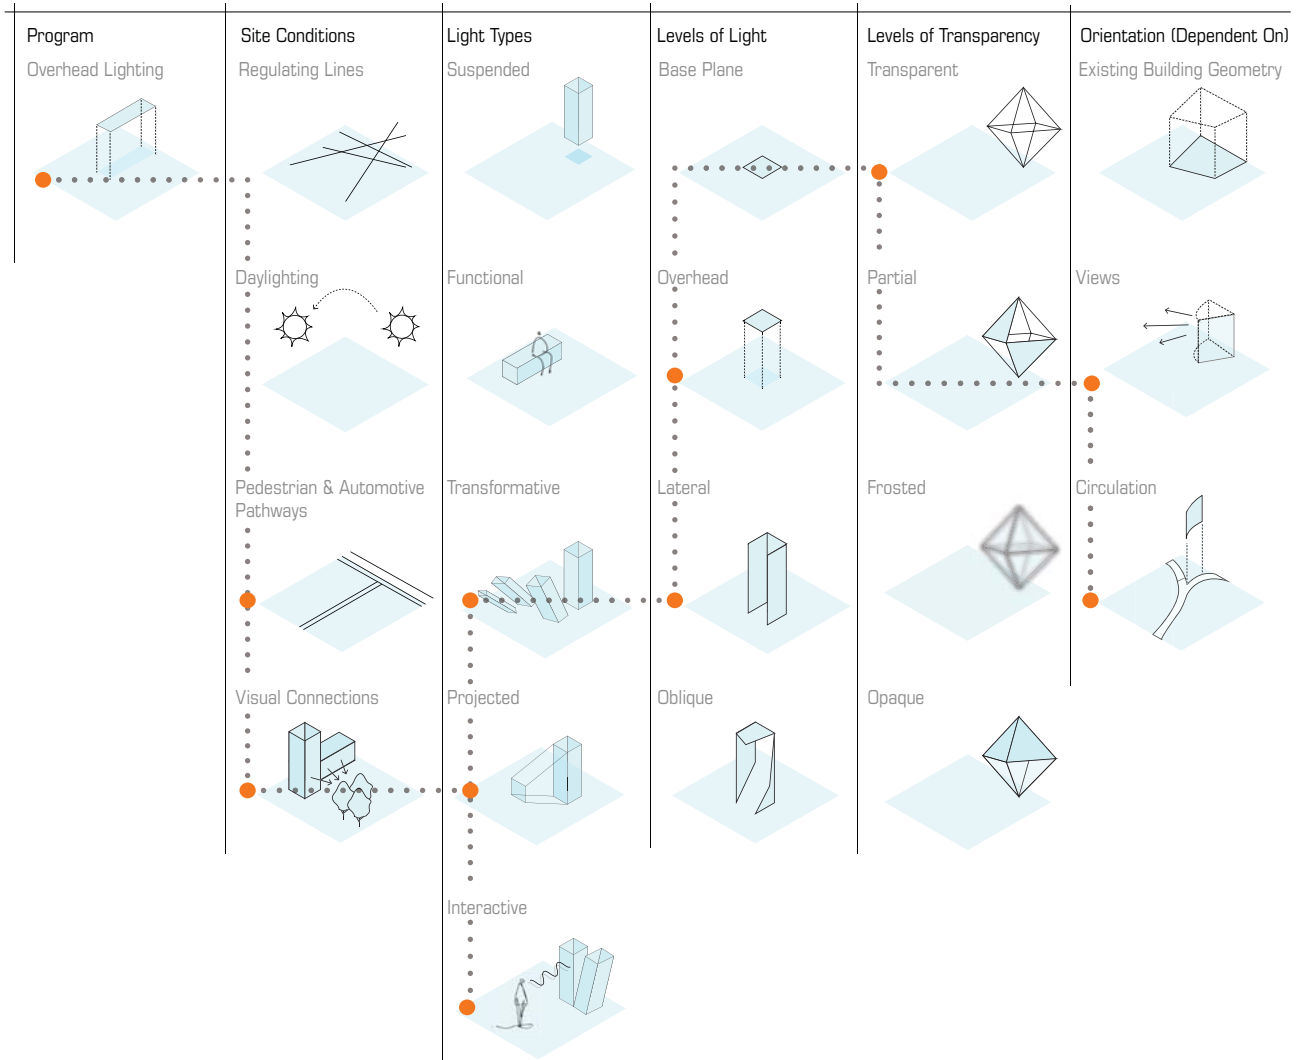 Program
Site Conditions
Light Types
Levels of Light
Levels of Transparency
Orientation (Dependent On)
Overhead Lighting
Regulating Lines
Suspended
Base Plane
Transparent
Existing Building Geometry
Daylighting
Functional
Overhead
Partial
Views
Pedestrian & Automotive
Pathways
Transformative
Lateral
Frosted
Circulation
Visual Connections
Projected
Oblique
Opaque
Interactive